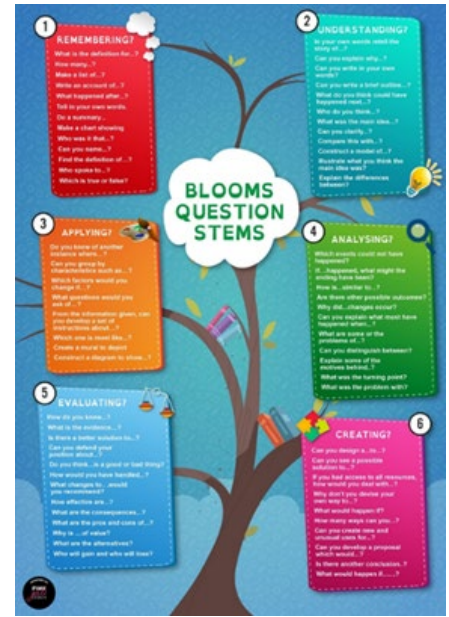 1
REMEMBERING?
What is the definition for...?
How many...?
Make a list of...?
Write an account of...?
What happened after...?
Tell in your own words.
Do a summary...
Make a chart showing
Who was it that...?
Can you name...?
Find the definition of...?
Who spoke to...?
Which is true or false?
2
UNDERSTANDING?
In your own words retell the
story of...?
Can you explain why...?
Can you write in your own
words?
Can you write a brief outline...?
What do you think could have
happened next...?
Who do you think...?
What was the main idea...?
Can you clarify...?
Compare this with...?
Construct a model of...?
Illustrate what you think the
main idea was?
Explain the differences
between?
BLOOMS
QUESTION
STEMS
3
APPLYING?
Do you know of another
instance where...?
Can you group by
characteristics such as...?
Which factors would you
change if...?
What questions would you
ask of...?
From the information given, can
you develop a set of
instructions about...?
Which one is most like...?
Create a mural to depict
Construct a diagram to show...?
4
ANALYSING?
Which events could not have
happened?
If...happened, what might the
ending have been?
How is...similar to...?
Are there other possible outcomes?
Why did...changes occur?
Can you explain what must have
happened when...?
What are some or the
problems of...?
Can you distinguish between?
Explain some of the
motives behind..?
What was the turning point?
What was the problem with?
5
EVALUATING?
How do you know...?
What is the evidence...?
Is there a better solution to...?
Can you defend your
position about...?
Do you think...is a good or bad thing?
How would you have handled...?
What changes to ...would
you recommend?
How effective are...?
What are the consequences...?
What are the pros and cons of...?
Why is ....of value?
What are the alternatives?
Who will gain and who will lose?
6
CREATING?
Can you design a...to...?
Can you see a possible
solution to...?
If you had access to all resources,
how would you deal with...?
Why don't you devise your
own way to...?
What would happen if?
How many ways can you...?
Can you create new and
unusual uses for...?
Can you develop a proposal
which would...?
Is there another conclusion..?
What would happen if......?